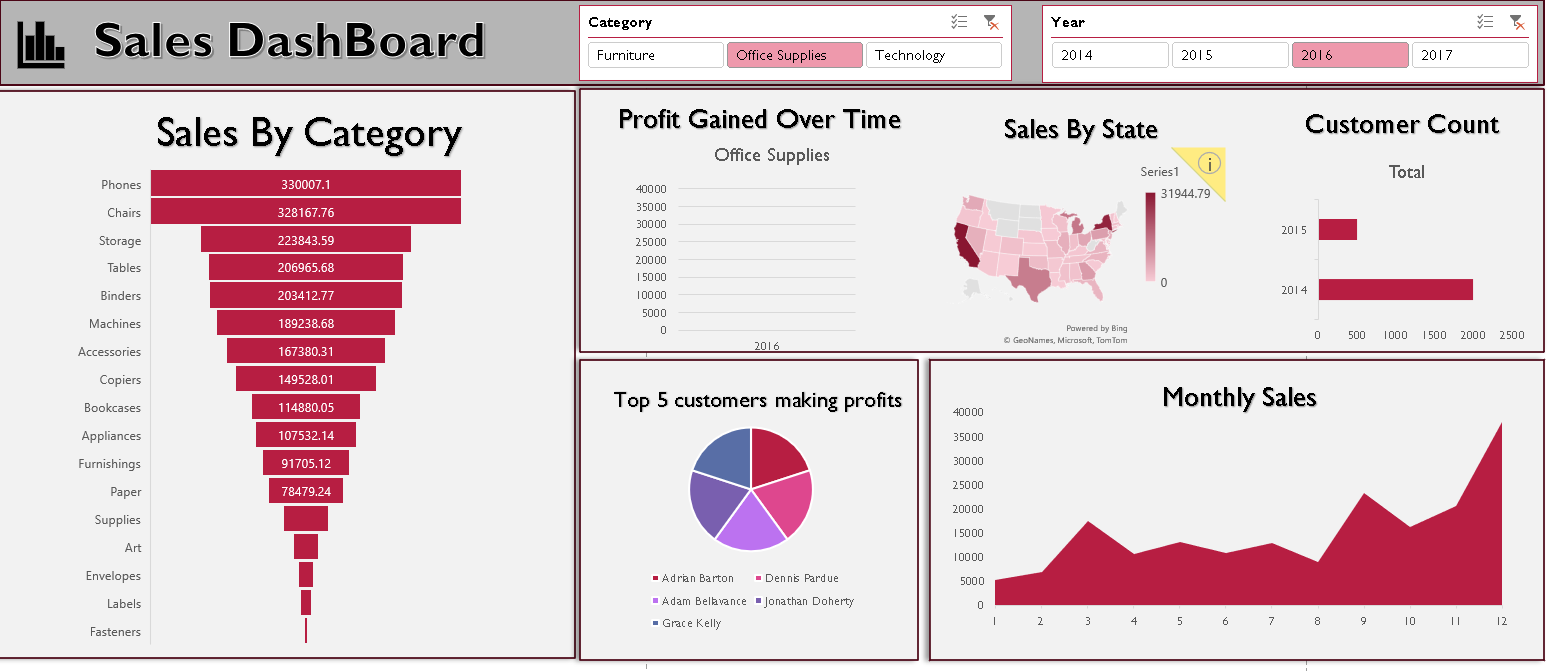 Sales DashBoard
Category
Furniture
Office Supplies
Technology
Year
2014
2015
2016
2017
Sales By Category
Phones 330007.1
Chairs 328167.76
Storage 223843.59
Tables 206965.68
Binders 203412.77
Machines 189238.68
Accessories 167380.31
Copiers 149528.01
Bookcases 114880.05
Appliances 107532.14
Furnishings 91705.12
Paper 78479.24
Supplies
Art
Envelopes
Labels
Fasteners
Profit Gained Over Time
Office Supplies
40000
35000
30000
25000
20000
15000
10000
5000
0
2016
Sales By State
Series1
31944.79
0
Powered by Bing
© GeoNames, Microsoft, TomTom
Customer Count
Total
2015
2014
0 500 1000 1500 2000 2500
Top 5 customers making profits
Adrian Barton Dennis Pardue
Adam Bellavance Jonathan Doherty
Grace Kelly
Monthly Sales
40000
35000
30000
25000
20000
15000
10000
5000
0
1 2 3 4 5 6 7 8 9 10 11 12